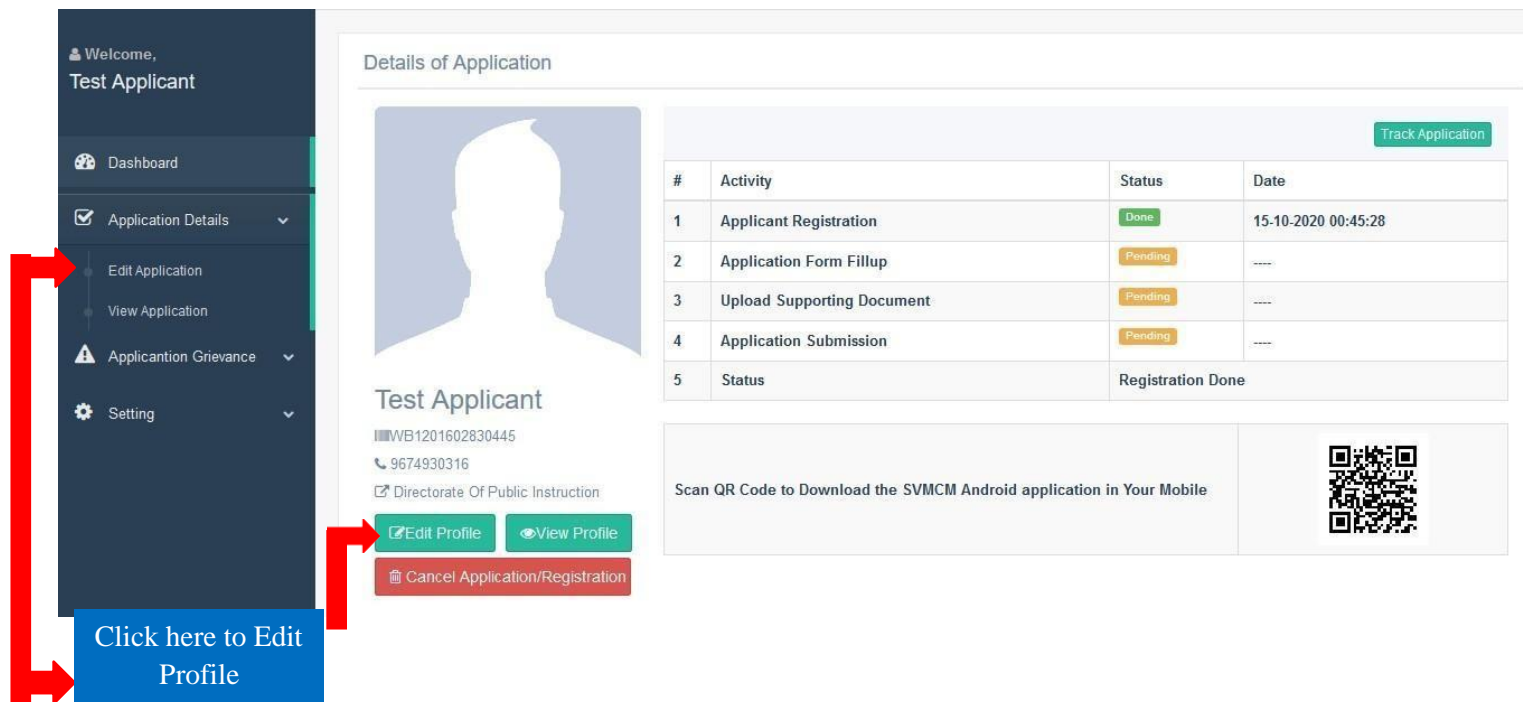 Welcome,
Test Applicant
Dashboard
Application Details
Edit Application
View Application
Applicantion Grievance
Setting
Details of Application
Test Applicant
WB1201602830445
9674930316
Directorate Of Public Instruction
Edit Profile View Profile
Cancel Application/Registration
Track Application
# Activity Status Date
1 Applicant Registration Done 15-10-2020 00:45:28
2 Application Form Fillup Pending ----
3 Upload Supporting Document Pending ----
4 Application Submission Pending ----
5 Status Registration Done
Scan QR Code to Download the SVMCM Android application in Your Mobile
Click here to Edit
Profile